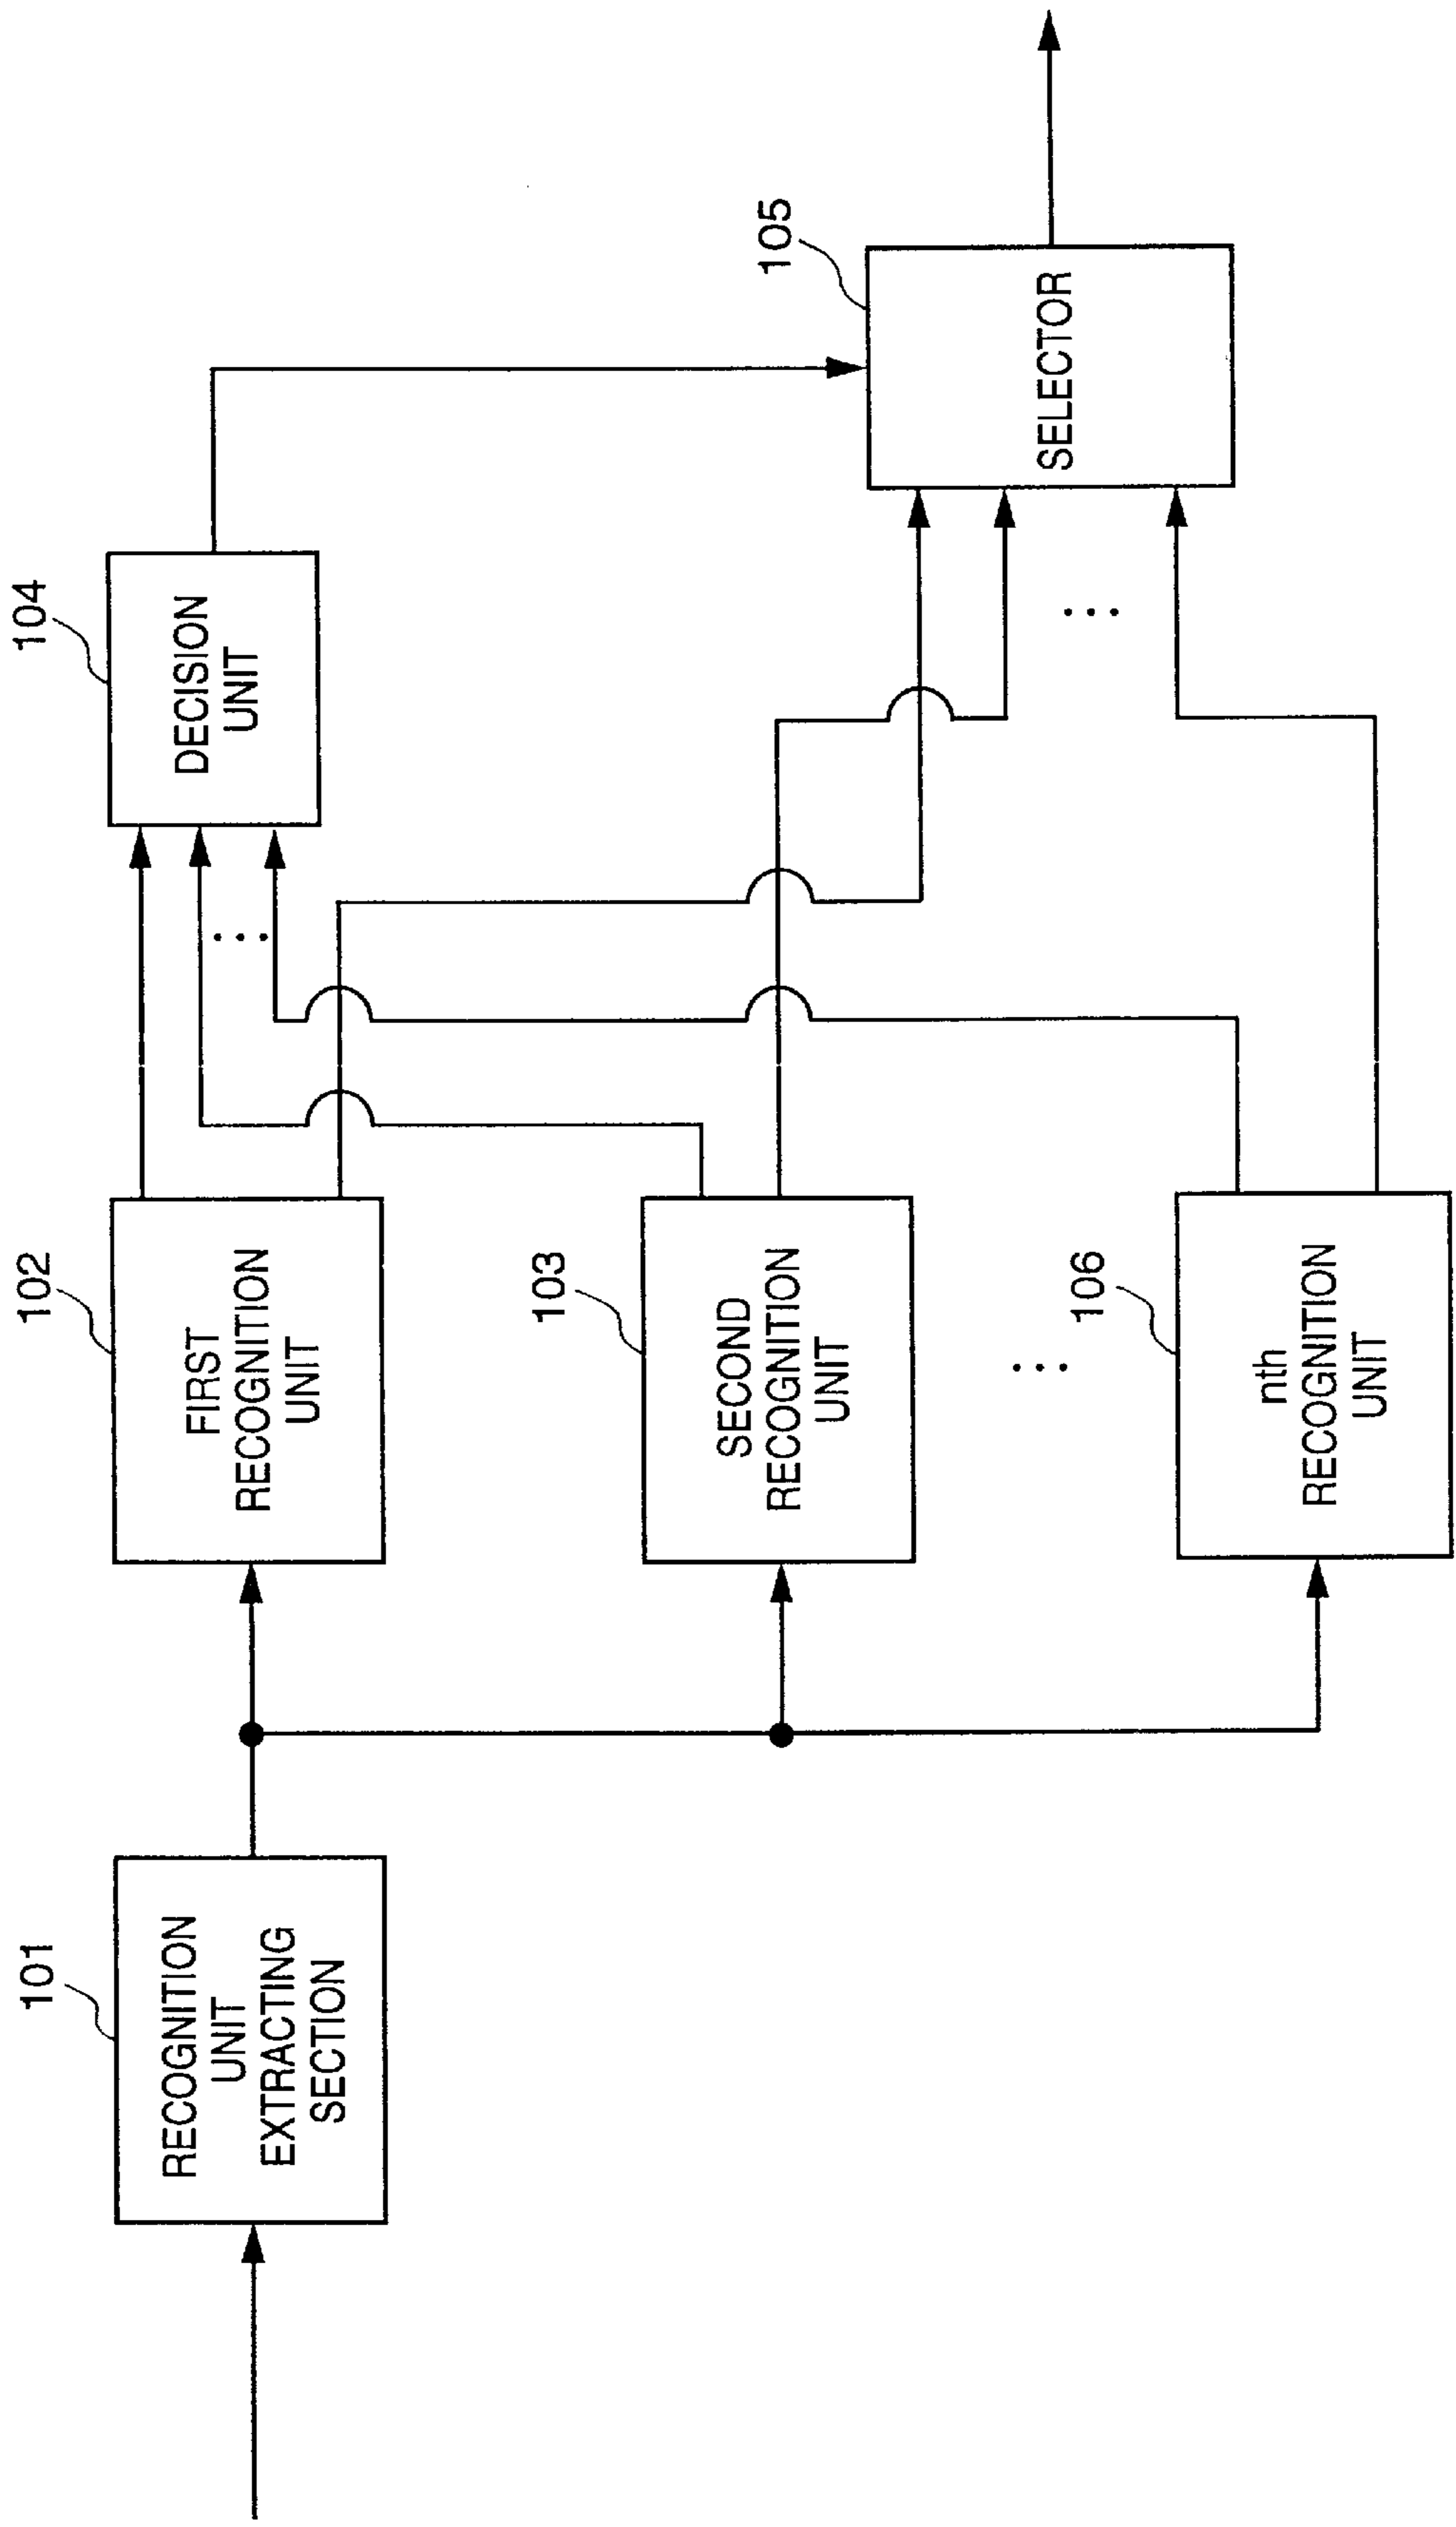 101
RECOGNITION
UNIT
EXTRACTING
SECTION
102
FIRST
RECOGNITION
UNIT
103
SECOND
RECOGNITION
UNIT
...
106
nth
RECOGNITION
UNIT
...
104
DECISION
UNIT
...
105
SELECTOR